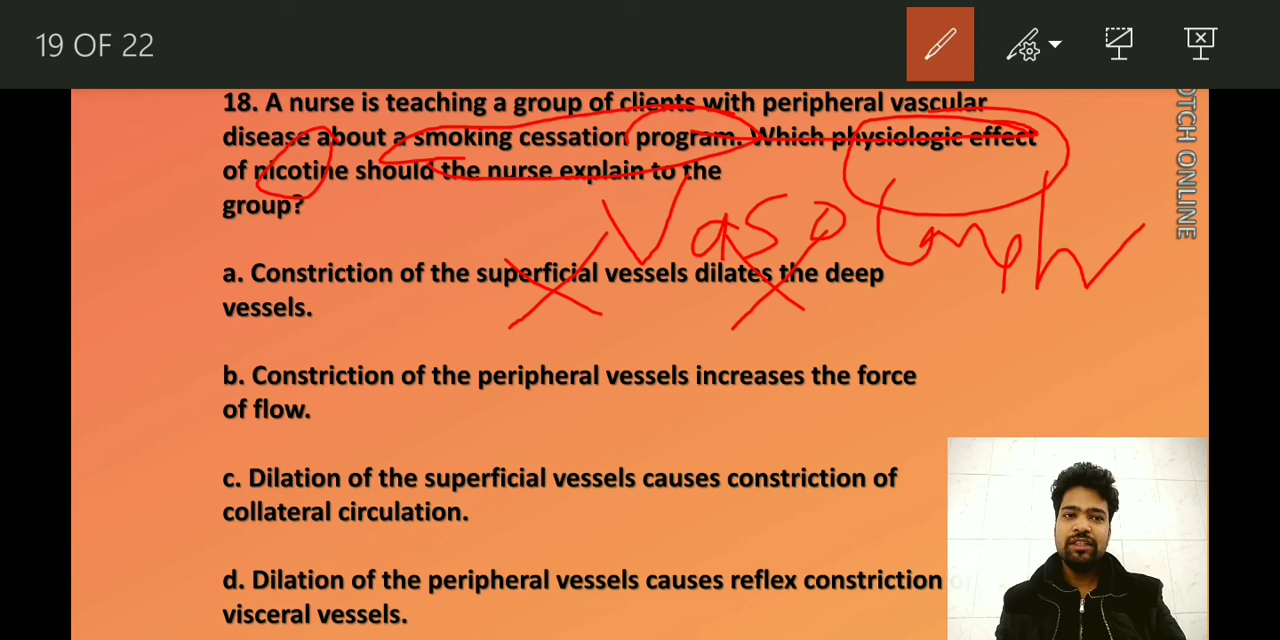 19 OF 22
18. A nurse is teaching a group of clients with peripheral vascular
disease about a smoking cessation program. Which physiologic effect
of nicotine should the nurse explain to the
group?
a. Constriction of the superficial vessels dilates the deep
vessels.
b. Constriction of the peripheral vessels increases the force
of flow.
c. Dilation of the superficial vessels causes constriction of
collateral circulation.
d. Dilation of the peripheral vessels causes reflex constriction
visceral vessels.
OTCH ONLINE
Vaso